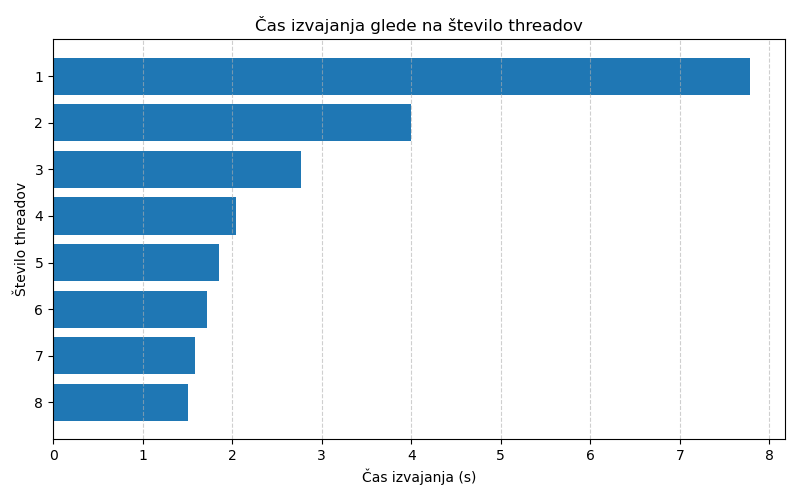 Čas izvajanja glede na število threadov
Število threadov
1
2
3
4
5
6
7
8
0 1 2 3 4 5 6 7 8
Čas izvajanja (s)